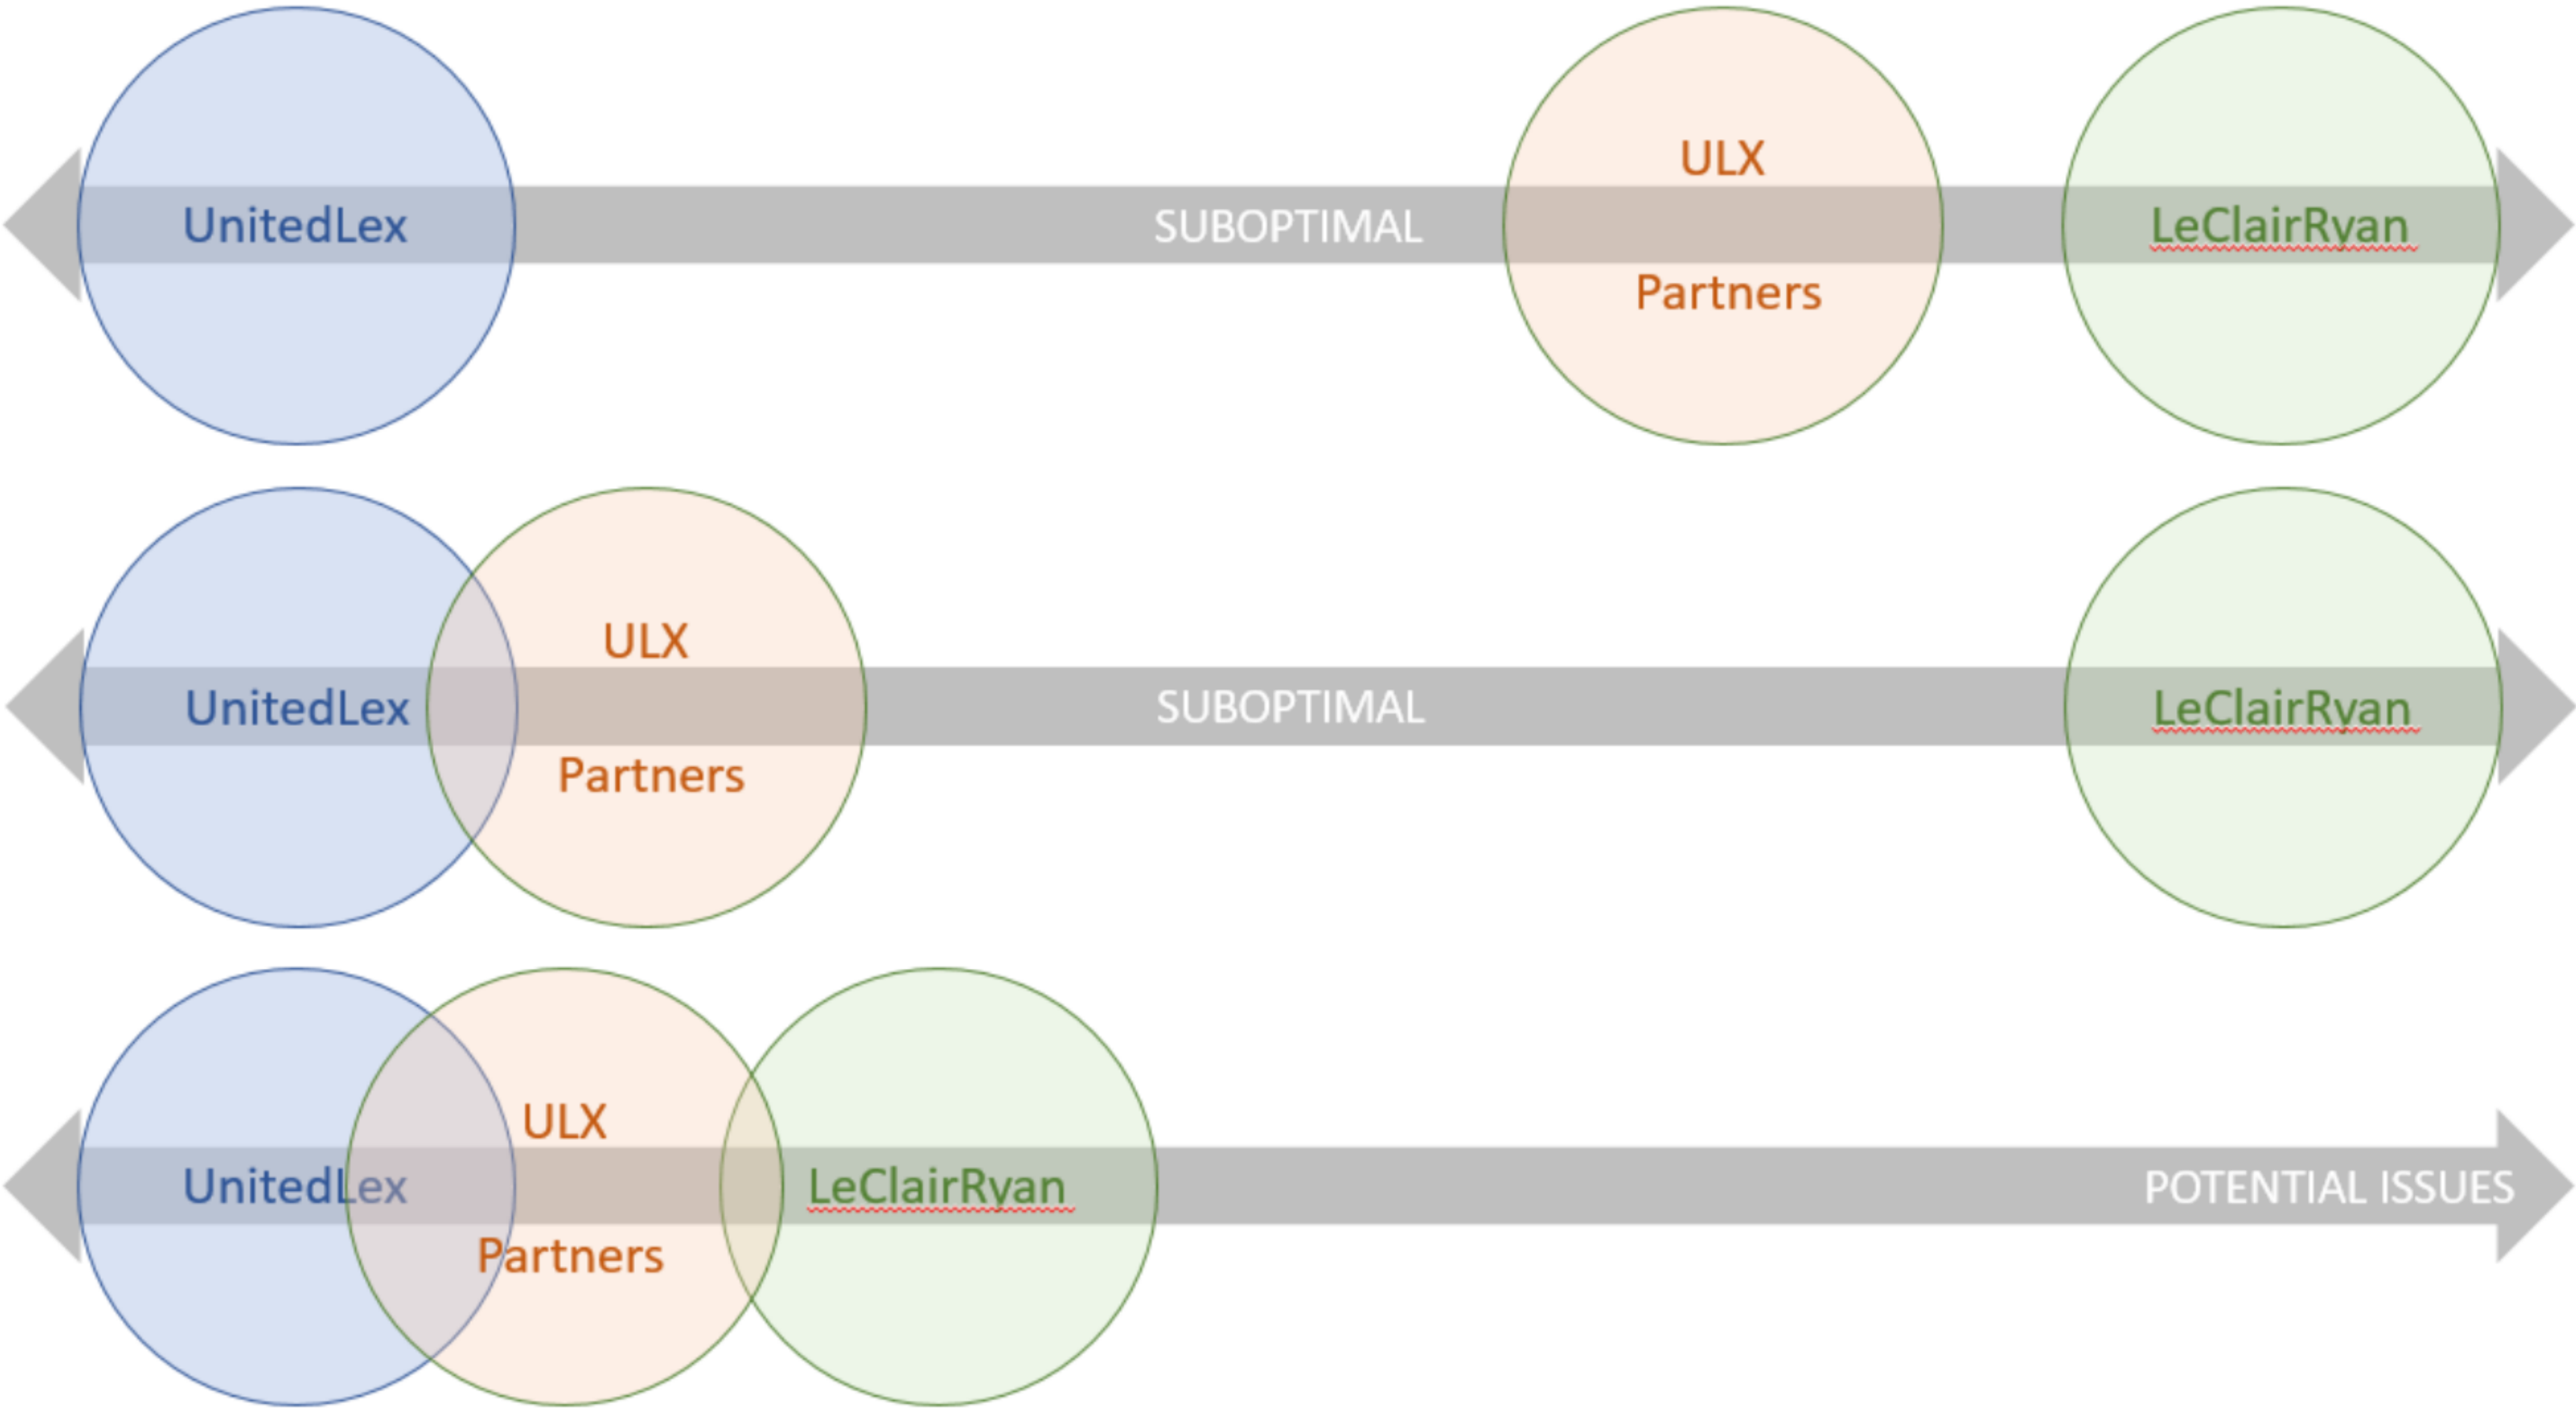 ULX
UnitedLex SUBOPTIMAL LeClairRyan
Partners
ULX
UnitedLex SUBOPTIMAL LeClairRyan
Partners
ULX
UnitedLex LeClairRyan POTENTIAL ISSUES
Partners